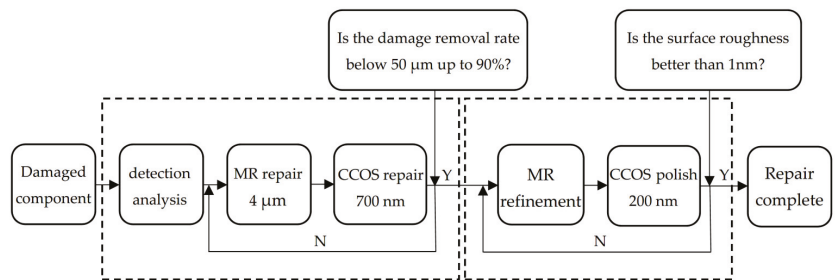 Is the damage removal rate
below 50 μm up to 90%?
Is the surface roughness
better than 1nm?
Damaged
component
detection
analysis
MR repair
4 μm
CCOS repair
700 nm
Y
N
MR
refinement
CCOS polish
200 nm
Y
N
Repair
complete